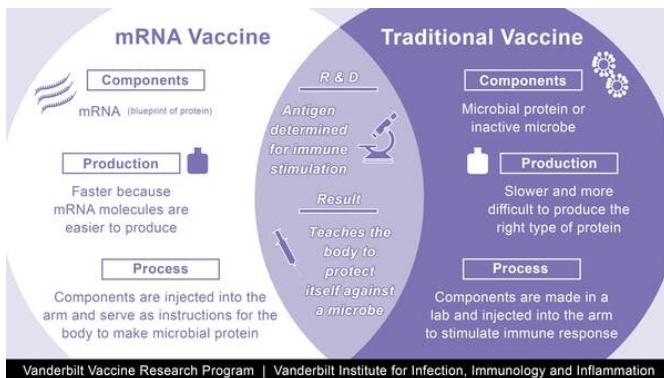 mRNA Vaccine
Components
mRNA (blueprint of protein)
Production
Faster because
mRNA molecules are
easier to produce
Process
Components are injected into the
arm and serve as instructions for the
body to make microbial protein
R & D
Antigen
determined
for immune
stimulation
Result
Teaches the
body to
protect
itself against
a microbe
Traditional Vaccine
Components
Microbial protein or
inactive microbe
Production
Slower and more
difficult to produce the
right type of protein
Process
Components are made in a
lab and injected into the arm
to stimulate immune response
Vanderbilt Vaccine Research Program | Vanderbilt Institute for Infection, Immunology and Inflammation